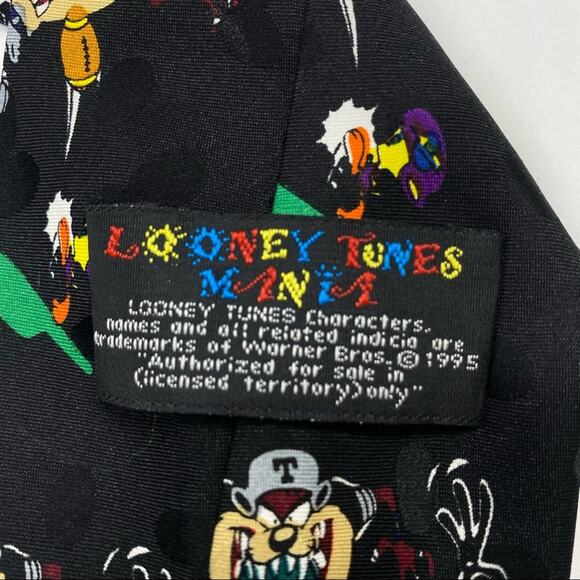 LOONEY TUNES
MANIA
LOONEY TUNES Characters,
names and all related indicia are
trademarks of Warner Bros. © 1995
"Authorized for sale in
(licensed territory) only"
T